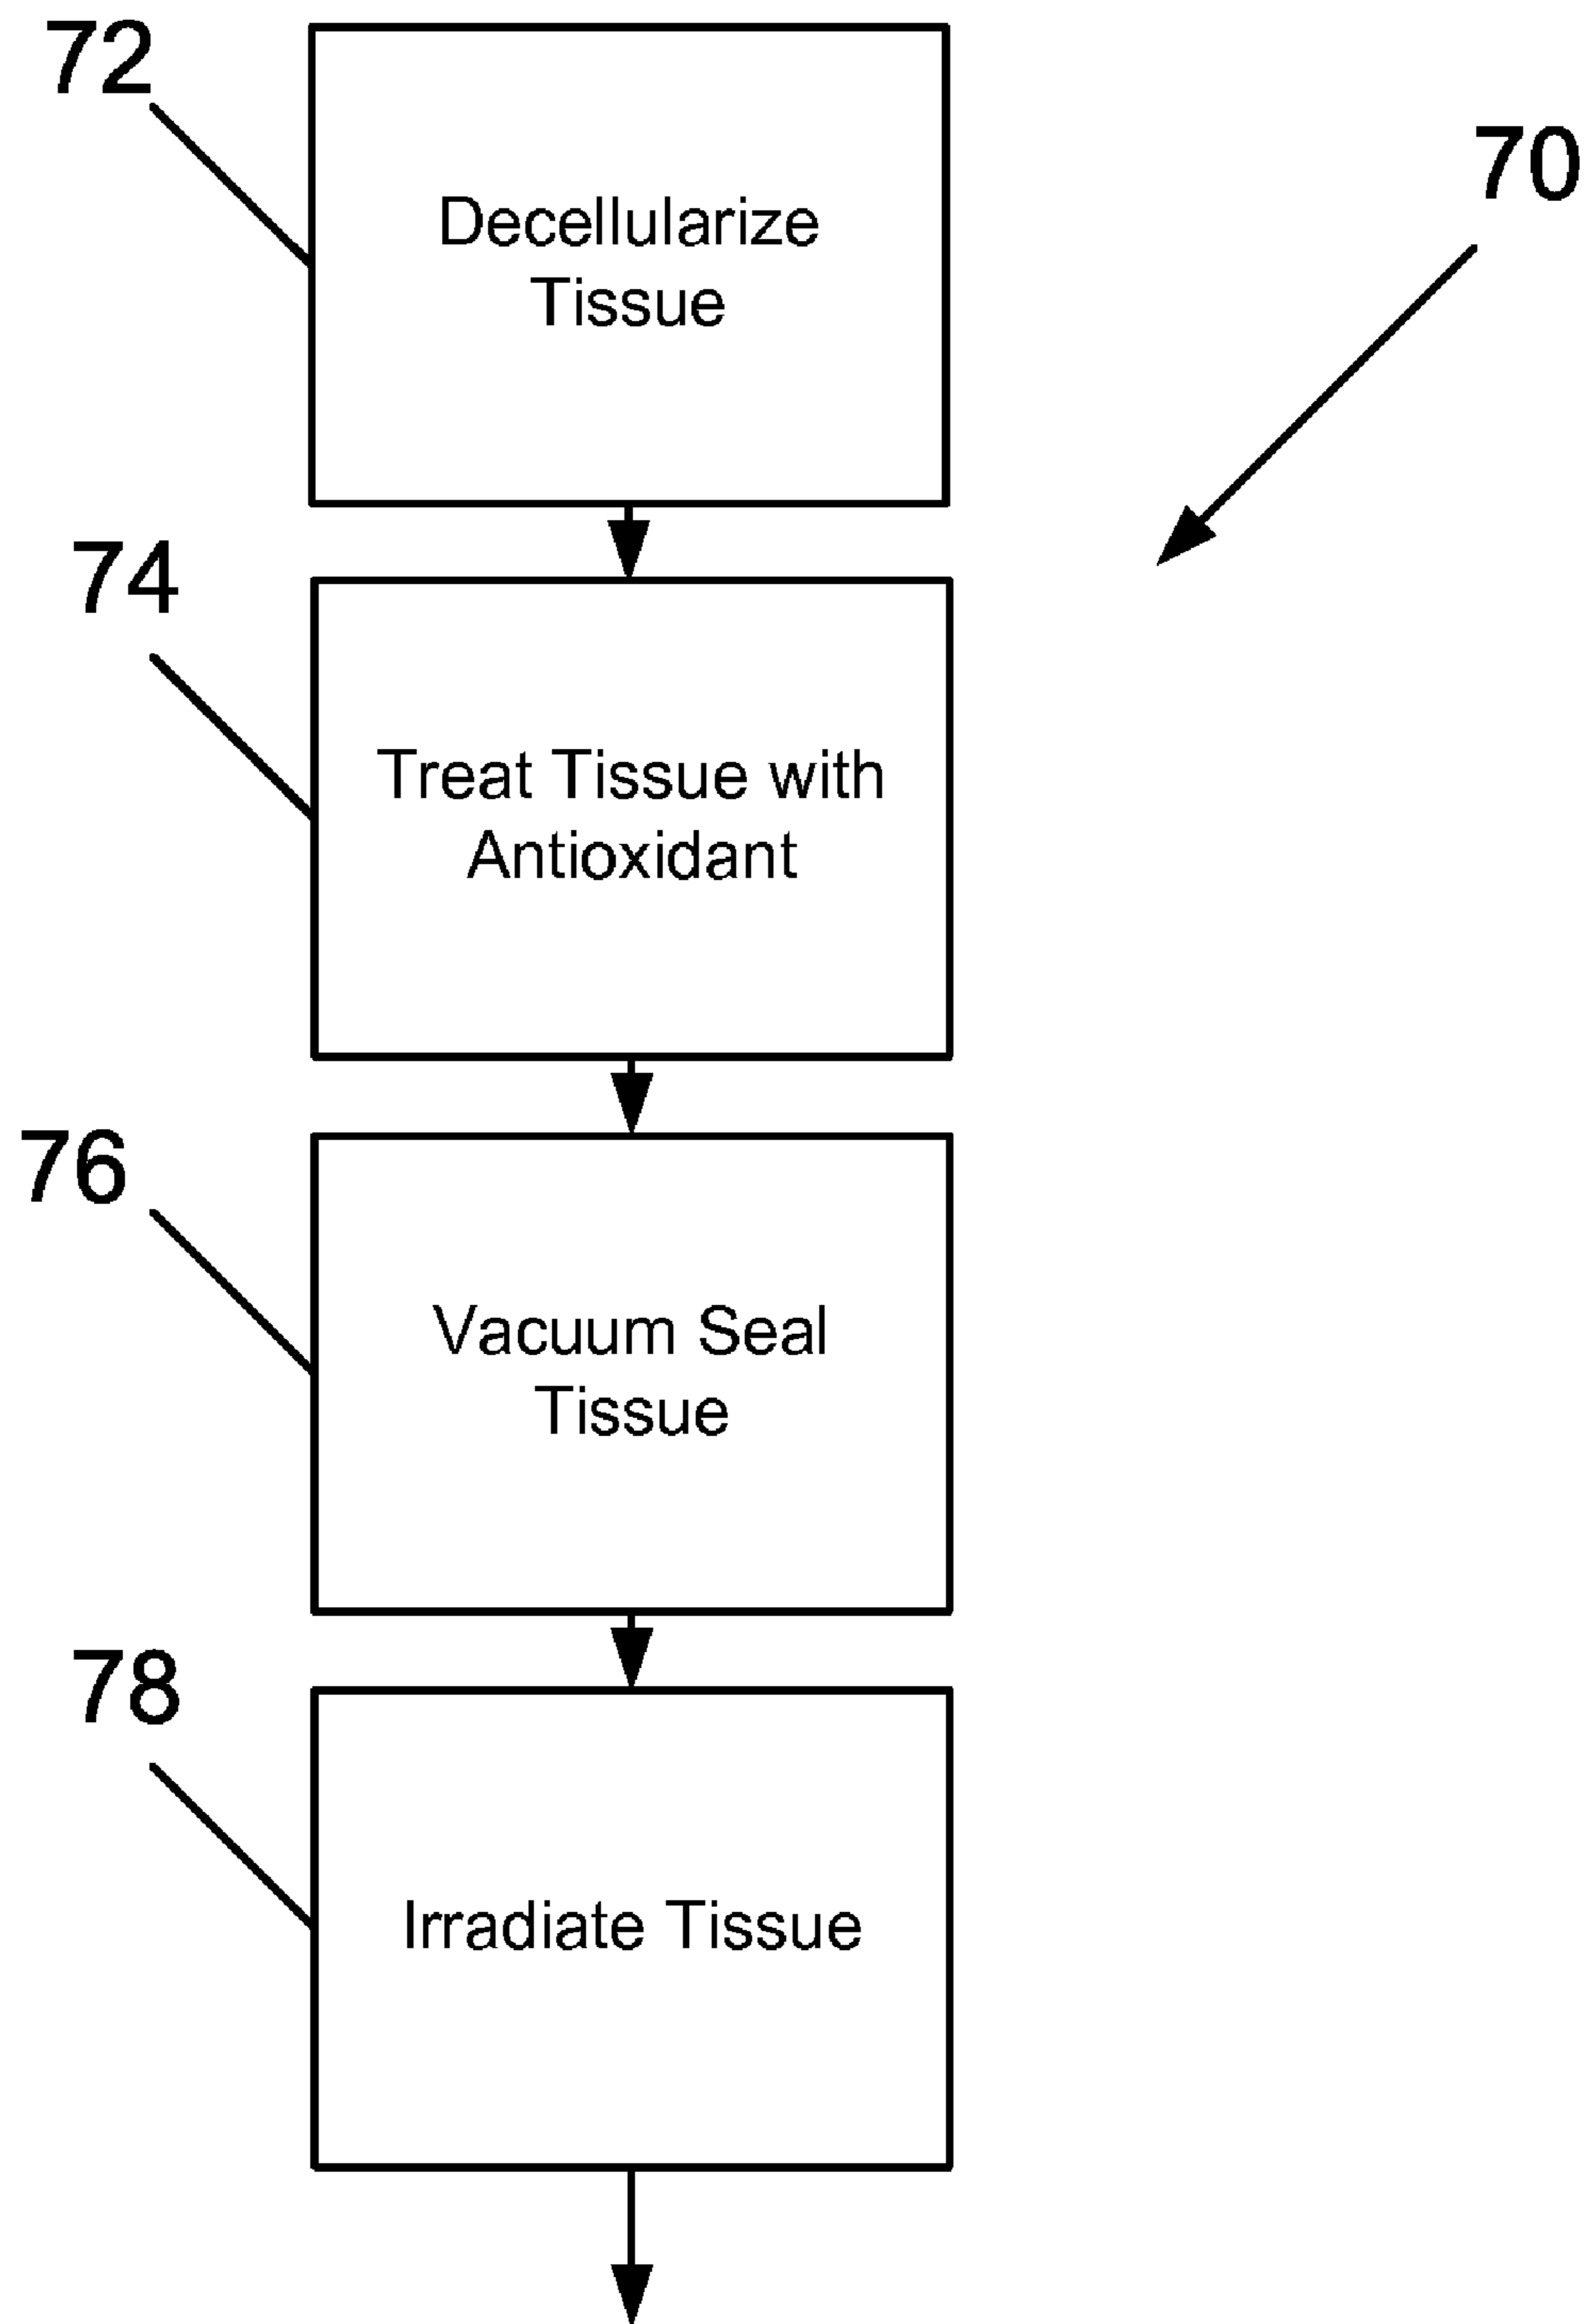 72
70
Decellularize
Tissue
74
Treat Tissue with
Antioxidant
76
Vacuum Seal
Tissue
78
Irradiate Tissue